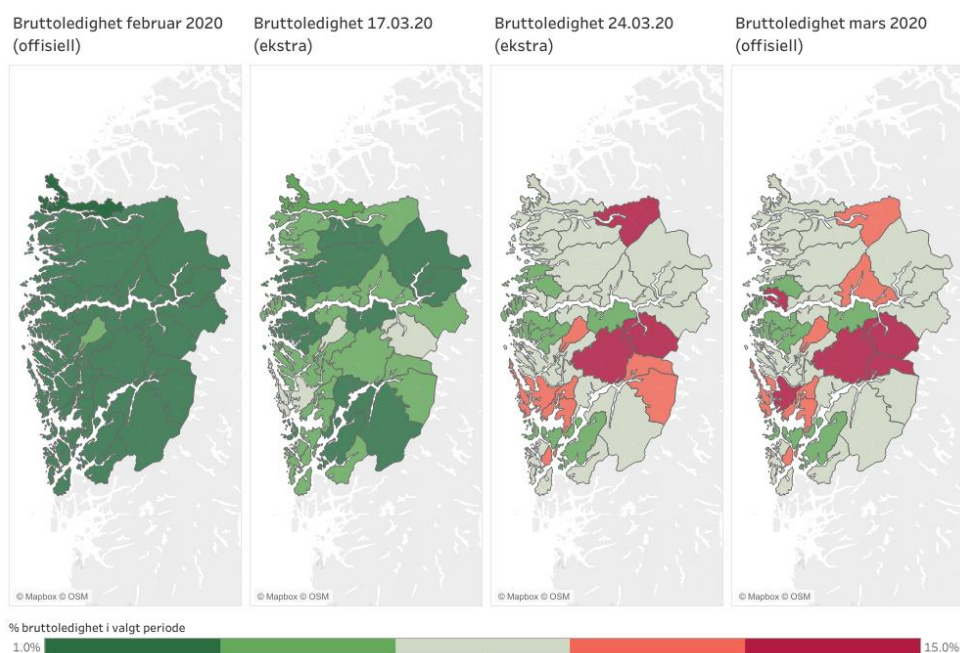 Bruttoledighet februar 2020
(offisiell)
Bruttoledighet 17.03.20
(ekstra)
Bruttoledighet 24.03.20
(ekstra)
Bruttoledighet mars 2020
(offisiell)
© Mapbox © OSM
© Mapbox © OSM
© Mapbox © OSM
© Mapbox © OSM
% bruttoledighet i valgt periode
1.0%
15.0%